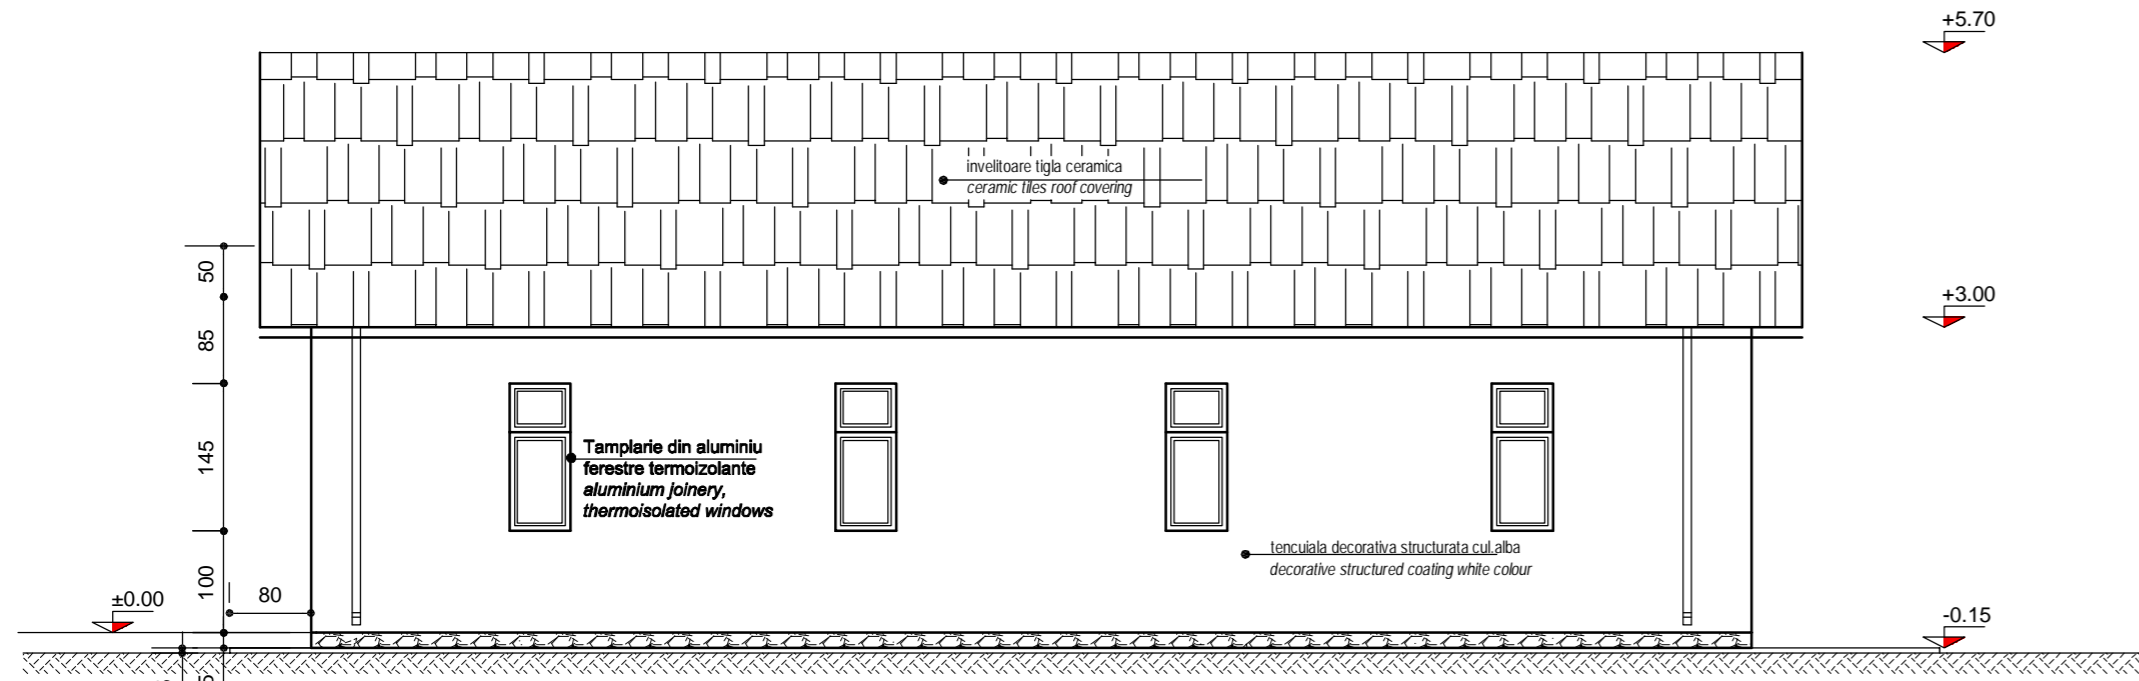 +5.70
invelitoare tigla ceramica
ceramic tiles roof covering
50
+3.00
85
145
Tamplarie din aluminiu
ferestre termoizolante
aluminium joinery,
thermoisolated windows
tencuiala decorativa structurata cul.alba
decorative structured coating white colour
100
80
±0.00
-0.15